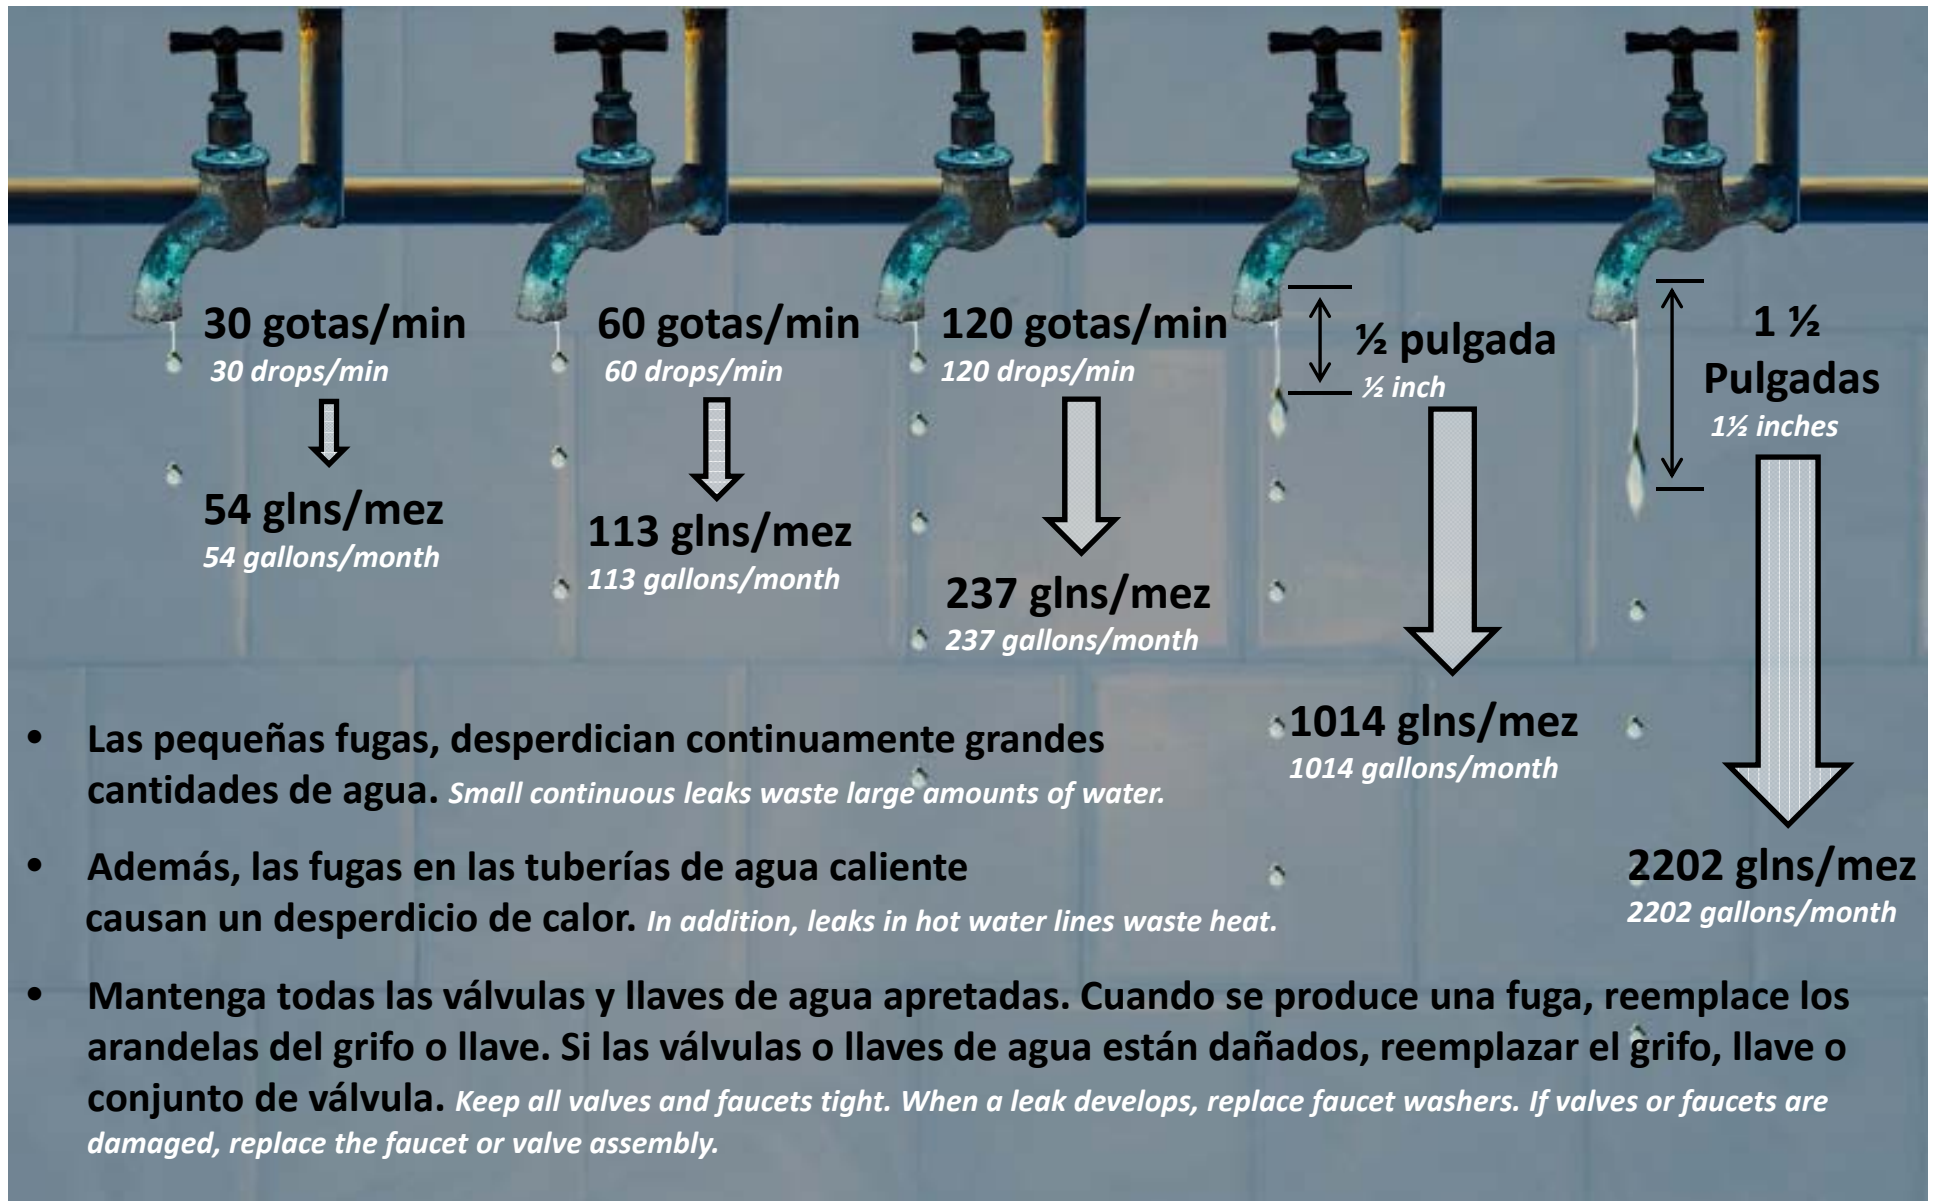 30 gotas/min
30 drops/min
54 glns/mez
54 gallons/month
60 gotas/min
60 drops/min
113 glns/mez
113 gallons/month
120 gotas/min
120 drops/min
237 glns/mez
237 gallons/month
½ pulgada
½ inch
1014 glns/mez
1014 gallons/month
1 ½
Pulgadas
1½ inches
2202 glns/mez
2202 gallons/month
• Las pequeñas fugas, desperdician continuamente grandes
cantidades de agua. Small continuous leaks waste large amounts of water.
• Además, las fugas en las tuberías de agua caliente
causan un desperdicio de calor. In addition, leaks in hot water lines waste heat.
• Mantenga todas las válvulas y llaves de agua apretadas. Cuando se produce una fuga, reemplace los
arandelas del grifo o llave. Si las válvulas o llaves de agua están dañados, reemplazar el grifo, llave o
conjunto de válvula. Keep all valves and faucets tight. When a leak develops, replace faucet washers. If valves or faucets are
damaged, replace the faucet or valve assembly.